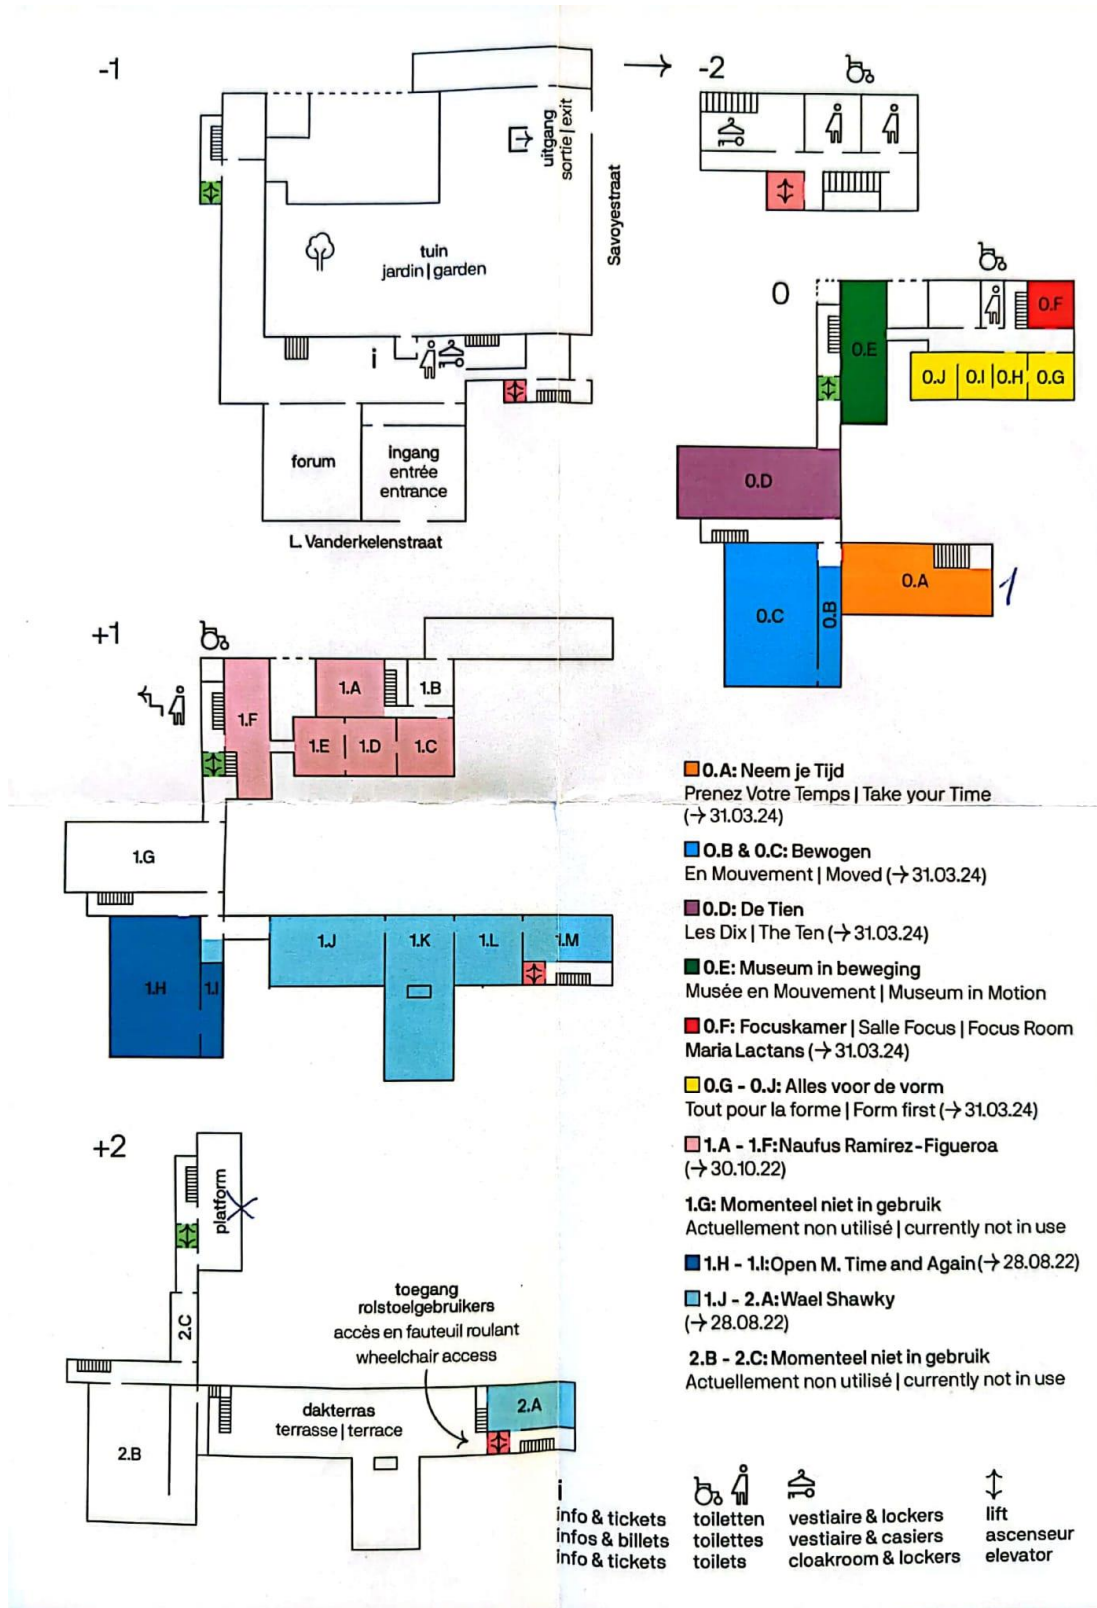 -1
uitgang
sortie | exit
Savoyestraat
tuin
jardin | garden
i
forum
ingang
entrée
entrance
L. Vanderkelenstraat
-2
0
0.F
0.E
0.J
0.I
0.H
0.G
0.D
0.A
1
0.C
0.B
+1
1.A
1.B
1.F
1.E
1.D
1.C
1.G
1.J
1.K
1.L
1.M
1.H
1.I
+2
platform
2.C
toegang
rolstoelgebruikers
accès en fauteuil roulant
wheelchair access
2.A
dakterras
terrasse | terrace
2.B
0.A: Neem je Tijd
Prenez Votre Temps | Take your Time
(→ 31.03.24)
0.B & 0.C: Bewogen
En Mouvement | Moved (→ 31.03.24)
0.D: De Tien
Les Dix | The Ten (→ 31.03.24)
0.E: Museum in beweging
Musée en Mouvement | Museum in Motion
0.F: Focuskamer | Salle Focus | Focus Room
Maria Lactans (→ 31.03.24)
0.G - 0.J: Alles voor de vorm
Tout pour la forme | Form first (→ 31.03.24)
1.A - 1.F: Naufus Ramirez-Figueroa
(→ 30.10.22)
1.G: Momenteel niet in gebruik
Actuellement non utilisé | currently not in use
1.H - 1.I: Open M. Time and Again (→ 28.08.22)
1.J - 2.A: Wael Shawky
(→ 28.08.22)
2.B - 2.C: Momenteel niet in gebruik
Actuellement non utilisé | currently not in use
i
info & tickets
infos & billets
info & tickets
toiletten
toilettes
toilets
vestiaire & lockers
vestiaire & casiers
cloakroom & lockers
lift
ascenseur
elevator